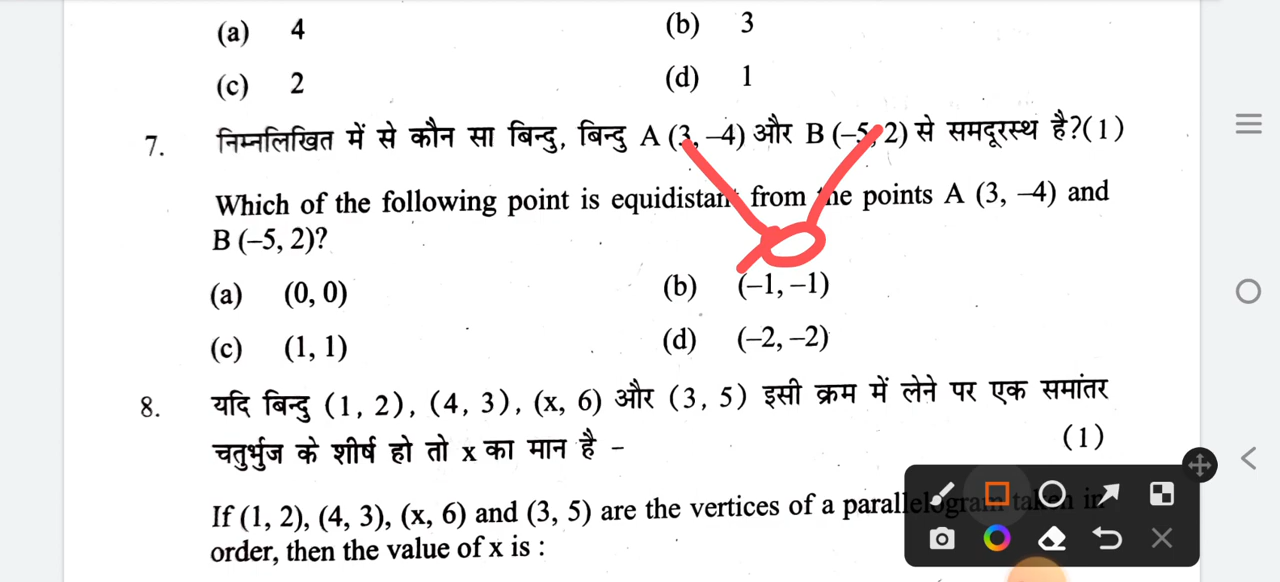 (a) 4 (b) 3
(c) 2 (d) 1
7. निम्नलिखित में से कौन सा बिन्दु, बिन्दु A (3, –4) और B (–5, 2) से समदूरस्थ है?(1)
Which of the following point is equidistant from the points A (3, –4) and
B (–5, 2)?
(a) (0, 0) (b) (–1, –1)
(c) (1, 1) (d) (–2, –2)
8. यदि बिन्दु (1, 2), (4, 3), (x, 6) और (3, 5) इसी क्रम में लेने पर एक समांतर
चतुर्भुज के शीर्ष हो तो x का मान है – (1)
If (1, 2), (4, 3), (x, 6) and (3, 5) are the vertices of a parallelogram taken in
order, then the value of x is :